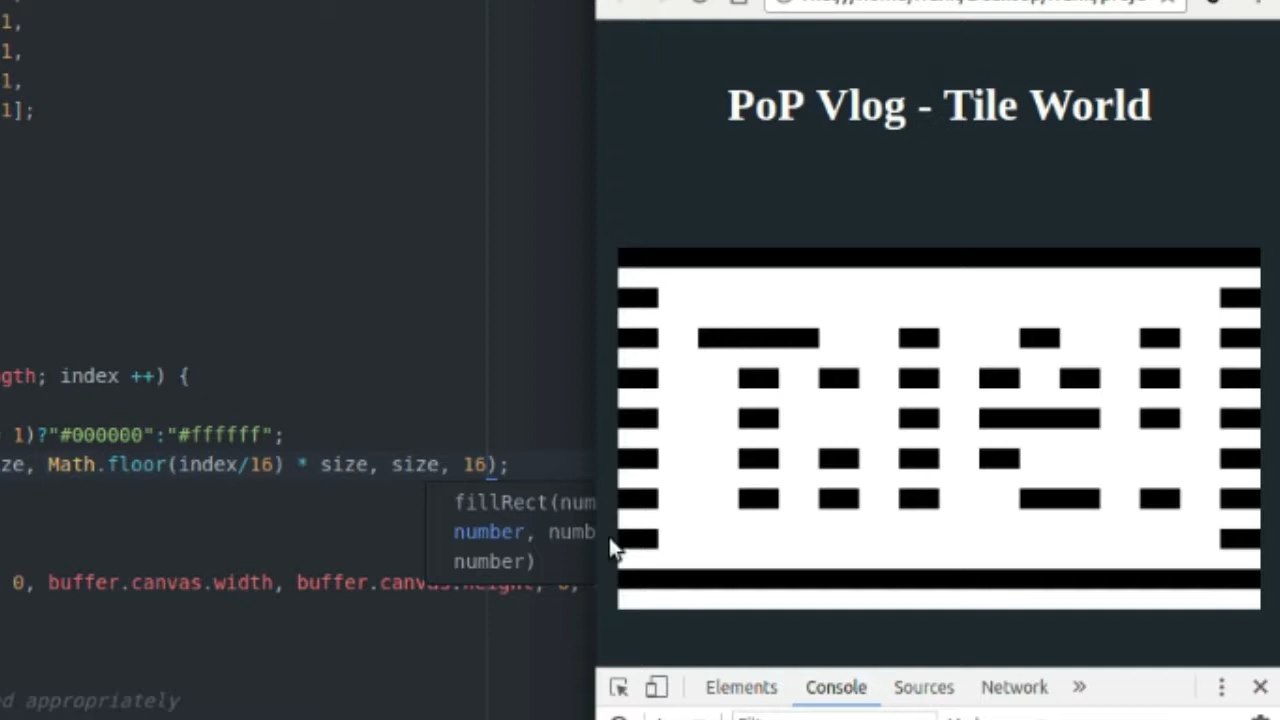 1,
1,
1,
1];
gth; index ++) {
1)?"#000000":"#ffffff";
ze, Math.floor(index/16) * size, size, 16);
fillRect(num
number, numb
number)
0, buffer.canvas.width, buffer.canvas.height, 0,
d appropriately
PoP Vlog - Tile World
Elements Console Sources Network »